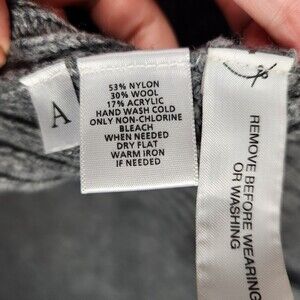 A
53% NYLON
30% WOOL
17% ACRYLIC
HAND WASH COLD
ONLY NON-CHLORINE
BLEACH
WHEN NEEDED
DRY FLAT
WARM IRON
IF NEEDED
REMOVE BEFORE WEARING
OR WASHING